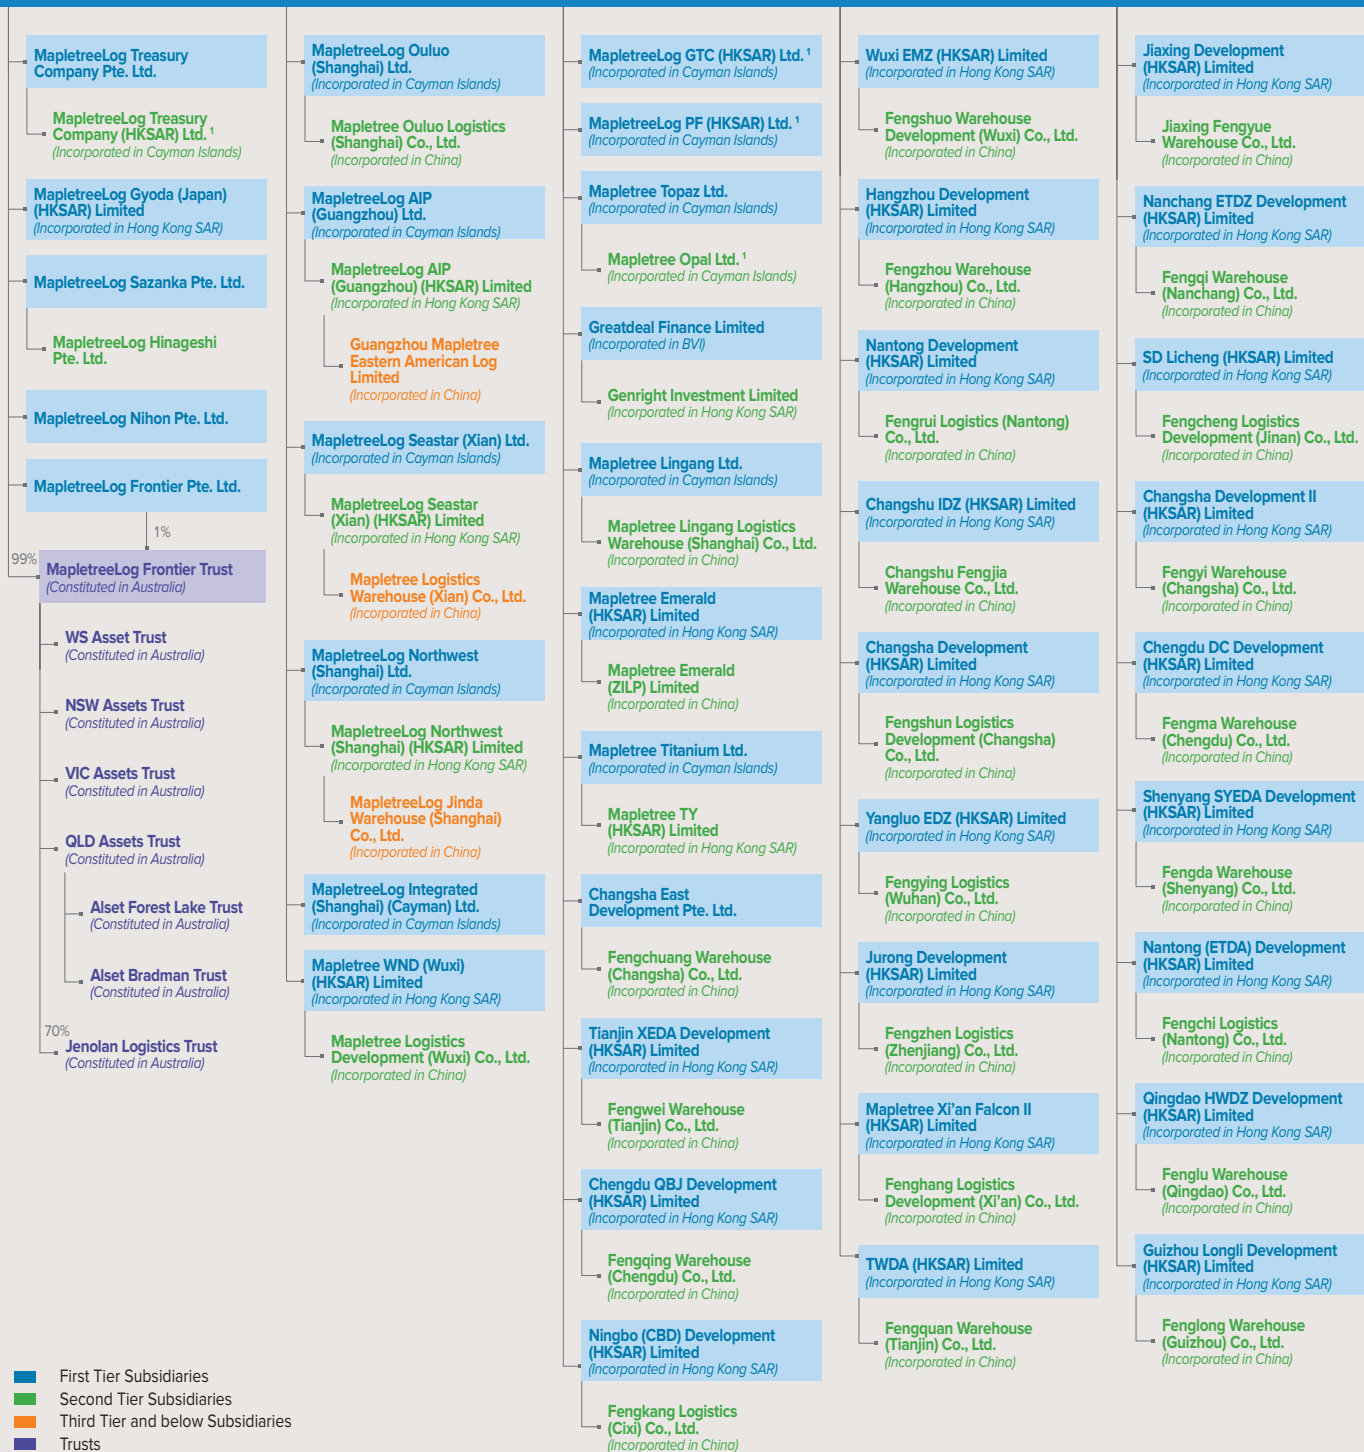 MapletreeLog Treasury
Company Pte. Ltd.
MapletreeLog Treasury
Company (HKSAR) Ltd. 1
(Incorporated in Cayman Islands)
MapletreeLog Gyoda (Japan)
(HKSAR) Limited
(Incorporated in Hong Kong SAR)
MapletreeLog Sazanka Pte. Ltd.
MapletreeLog Hinageshi
Pte. Ltd.
MapletreeLog Nihon Pte. Ltd.
MapletreeLog Frontier Pte. Ltd.
1%
99%
MapletreeLog Frontier Trust
(Constituted in Australia)
WS Asset Trust
(Constituted in Australia)
NSW Assets Trust
(Constituted in Australia)
VIC Assets Trust
(Constituted in Australia)
QLD Assets Trust
(Constituted in Australia)
Alset Forest Lake Trust
(Constituted in Australia)
Alset Bradman Trust
(Constituted in Australia)
70%
Jenolan Logistics Trust
(Constituted in Australia)
MapletreeLog Ouluo
(Shanghai) Ltd.
(Incorporated in Cayman Islands)
Mapletree Ouluo Logistics
(Shanghai) Co., Ltd.
(Incorporated in China)
MapletreeLog AIP
(Guangzhou) Ltd.
(Incorporated in Cayman Islands)
MapletreeLog AIP
(Guangzhou) (HKSAR) Limited
(Incorporated in Hong Kong SAR)
Guangzhou Mapletree
Eastern American Log
Limited
(Incorporated in China)
MapletreeLog Seastar (Xian) Ltd.
(Incorporated in Cayman Islands)
MapletreeLog Seastar
(Xian) (HKSAR) Limited
(Incorporated in Hong Kong SAR)
Mapletree Logistics
Warehouse (Xian) Co., Ltd.
(Incorporated in China)
MapletreeLog Northwest
(Shanghai) Ltd.
(Incorporated in Cayman Islands)
MapletreeLog Northwest
(Shanghai) (HKSAR) Limited
(Incorporated in Hong Kong SAR)
MapletreeLog Jinda
Warehouse (Shanghai)
Co., Ltd.
(Incorporated in China)
MapletreeLog Integrated
(Shanghai) (Cayman) Ltd.
(Incorporated in Cayman Islands)
Mapletree WND (Wuxi)
(HKSAR) Limited
(Incorporated in Hong Kong SAR)
Mapletree Logistics
Development (Wuxi) Co., Ltd.
(Incorporated in China)
MapletreeLog GTC (HKSAR) Ltd. 1
(Incorporated in Cayman Islands)
MapletreeLog PF (HKSAR) Ltd. 1
(Incorporated in Cayman Islands)
Mapletree Topaz Ltd.
(Incorporated in Cayman Islands)
Mapletree Opal Ltd. 1
(Incorporated in Cayman Islands)
Greatdeal Finance Limited
(Incorporated in BVI)
Genright Investment Limited
(Incorporated in Hong Kong SAR)
Mapletree Lingang Ltd.
(Incorporated in Cayman Islands)
Mapletree Lingang Logistics
Warehouse (Shanghai) Co., Ltd.
(Incorporated in China)
Mapletree Emerald
(HKSAR) Limited
(Incorporated in Hong Kong SAR)
Mapletree Emerald
(ZILP) Limited
(Incorporated in China)
Mapletree Titanium Ltd.
(Incorporated in Cayman Islands)
Mapletree TY
(HKSAR) Limited
(Incorporated in Hong Kong SAR)
Changsha East
Development Pte. Ltd.
Fengchuang Warehouse
(Changsha) Co., Ltd.
(Incorporated in China)
Tianjin XEDA Development
(HKSAR) Limited
(Incorporated in Hong Kong SAR)
Fengwei Warehouse
(Tianjin) Co., Ltd.
(Incorporated in China)
Chengdu QBJ Development
(HKSAR) Limited
(Incorporated in Hong Kong SAR)
Fengqing Warehouse
(Chengdu) Co., Ltd.
(Incorporated in China)
Ningbo (CBD) Development
(HKSAR) Limited
(Incorporated in Hong Kong SAR)
Fengkang Logistics
(Cixi) Co., Ltd.
(Incorporated in China)
Wuxi EMZ (HKSAR) Limited
(Incorporated in Hong Kong SAR)
Fengshuo Warehouse
Development (Wuxi) Co., Ltd.
(Incorporated in China)
Hangzhou Development
(HKSAR) Limited
(Incorporated in Hong Kong SAR)
Fengzhou Warehouse
(Hangzhou) Co., Ltd.
(Incorporated in China)
Nantong Development
(HKSAR) Limited
(Incorporated in Hong Kong SAR)
Fengrui Logistics (Nantong)
Co., Ltd.
(Incorporated in China)
Changshu IDZ (HKSAR) Limited
(Incorporated in Hong Kong SAR)
Changshu Fengjia
Warehouse Co., Ltd.
(Incorporated in China)
Changsha Development
(HKSAR) Limited
(Incorporated in Hong Kong SAR)
Fengshun Logistics
Development (Changsha)
Co., Ltd.
(Incorporated in China)
Yangluo EDZ (HKSAR) Limited
(Incorporated in Hong Kong SAR)
Fengying Logistics
(Wuhan) Co., Ltd.
(Incorporated in China)
Jurong Development
(HKSAR) Limited
(Incorporated in Hong Kong SAR)
Fengzhen Logistics
(Zhenjiang) Co., Ltd.
(Incorporated in China)
Mapletree Xi'an Falcon II
(HKSAR) Limited
(Incorporated in Hong Kong SAR)
Fenghang Logistics
Development (Xi'an) Co., Ltd.
(Incorporated in China)
TWDA (HKSAR) Limited
(Incorporated in Hong Kong SAR)
Fengquan Warehouse
(Tianjin) Co., Ltd.
(Incorporated in China)
Jiaxing Development
(HKSAR) Limited
(Incorporated in Hong Kong SAR)
Jiaxing Fengyue
Warehouse Co., Ltd.
(Incorporated in China)
Nanchang ETDZ Development
(HKSAR) Limited
(Incorporated in Hong Kong SAR)
Fengqi Warehouse
(Nanchang) Co., Ltd.
(Incorporated in China)
SD Licheng (HKSAR) Limited
(Incorporated in Hong Kong SAR)
Fengcheng Logistics
Development (Jinan) Co., Ltd.
(Incorporated in China)
Changsha Development II
(HKSAR) Limited
(Incorporated in Hong Kong SAR)
Fengyi Warehouse
(Changsha) Co., Ltd.
(Incorporated in China)
Chengdu DC Development
(HKSAR) Limited
(Incorporated in Hong Kong SAR)
Fengma Warehouse
(Chengdu) Co., Ltd.
(Incorporated in China)
Shenyang SYEDA Development
(HKSAR) Limited
(Incorporated in Hong Kong SAR)
Fengda Warehouse
(Shenyang) Co., Ltd.
(Incorporated in China)
Nantong (ETDA) Development
(HKSAR) Limited
(Incorporated in Hong Kong SAR)
Fengchi Logistics
(Nantong) Co., Ltd.
(Incorporated in China)
Qingdao HWDZ Development
(HKSAR) Limited
(Incorporated in Hong Kong SAR)
Fenglu Warehouse
(Qingdao) Co., Ltd.
(Incorporated in China)
Guizhou Longli Development
(HKSAR) Limited
(Incorporated in Hong Kong SAR)
Fenglong Warehouse
(Guizhou) Co., Ltd.
(Incorporated in China)
First Tier Subsidiaries
Second Tier Subsidiaries
Third Tier and below Subsidiaries
Trusts